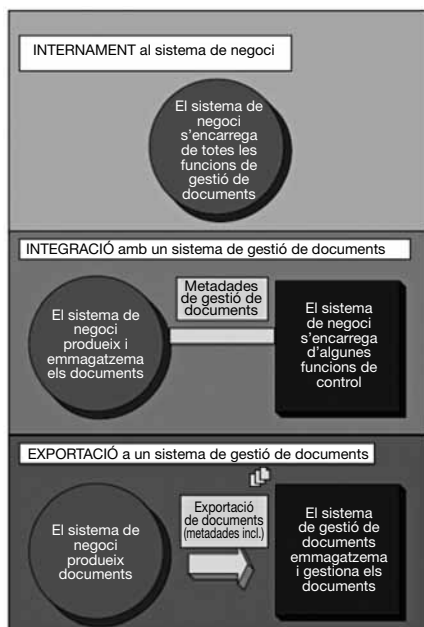 INTERNAMENT al sistema de negoci
El sistema de
negoci
s'encarrega
de totes les
funcions de
gestió de
documents
INTEGRACIÓ amb un sistema de gestió de documents
El sistema de
negoci
produeix i
emmagatzema
els documents
Metadades
de gestió de
documents
El sistema
de negoci
s'encarrega
d'algunes
funcions de
control
EXPORTACIÓ a un sistema de gestió de documents
El sistema de
negoci
produeix
documents
Exportació
de documents
(metadades incl.)
El sistema
de gestió de
documents
emmagatzema
i gestiona els
documents